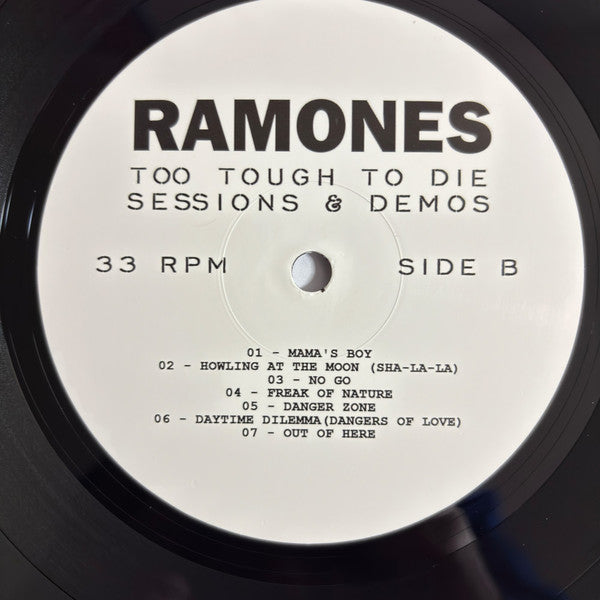 RAMONES
TOO TOUGH TO DIE
SESSIONS & DEMOS
33 RPM SIDE B
01 - MAMA'S BOY
02 - HOWLING AT THE MOON (SHA-LA-LA)
03 - NO GO
04 - FREAK OF NATURE
05 - DANGER ZONE
06 - DAYTIME DILEMMA(DANGERS OF LOVE)
07 - OUT OF HERE